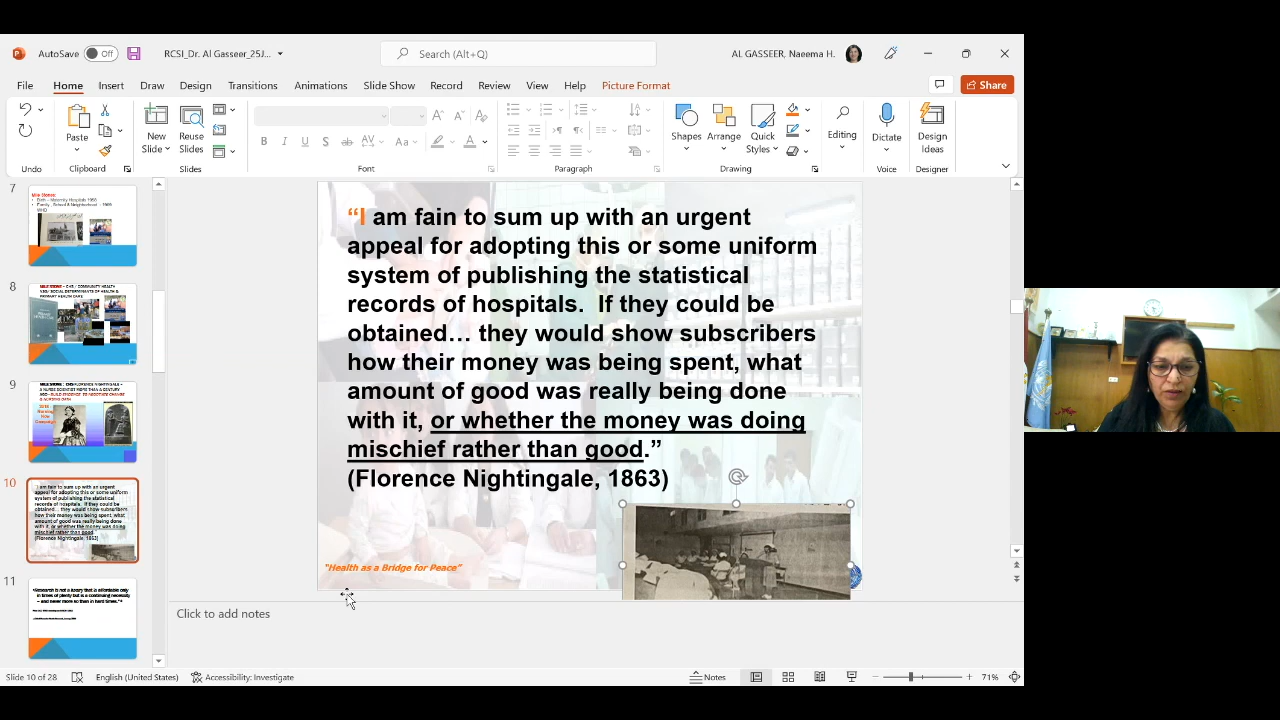 AutoSave Off RCSI_Dr. Al Gasseer_25J... Search (Alt+Q) AL GASSEER, Naeema H.
File Home Insert Draw Design Transitions Animations Slide Show Record Review View Help Picture Format Share
Paste New Slide Reuse Slides Aa Shapes Arrange Quick Styles Editing Dictate Design Ideas
Undo Clipboard Slides Font Paragraph Drawing Voice Designer
7
8
9
10
11
“I am fain to sum up with an urgent
appeal for adopting this or some uniform
system of publishing the statistical
records of hospitals. If they could be
obtained… they would show subscribers
how their money was being spent, what
amount of good was really being done
with it, or whether the money was doing
mischief rather than good.”
(Florence Nightingale, 1863)
"Health as a Bridge for Peace"
Click to add notes
Slide 10 of 28 English (United States) Accessibility: Investigate Notes 71%